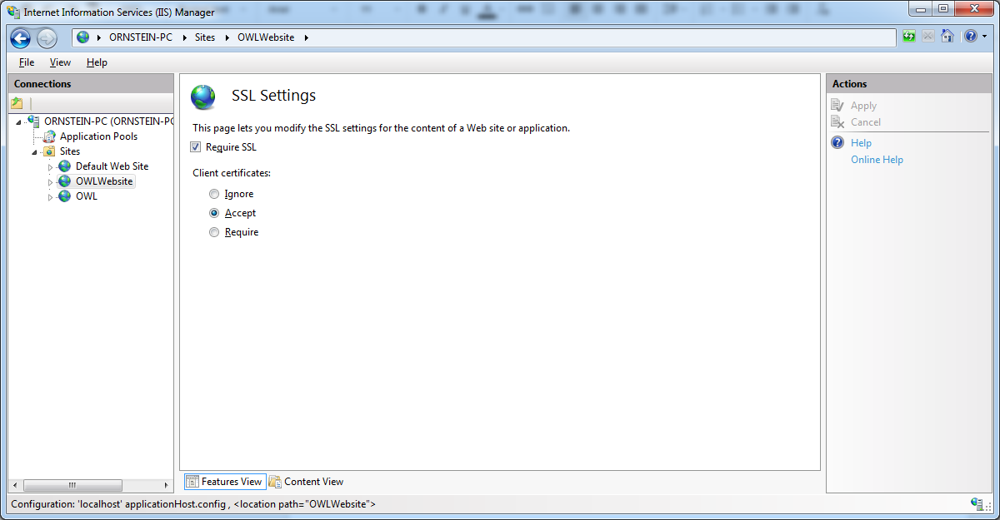 Internet Information Services (IIS) Manager
ORNSTEIN-PC Sites OWLWebsite
File View Help
Connections
ORNSTEIN-PC (ORNSTEIN-PC
Application Pools
Sites
Default Web Site
OWLWebsite
OWL
SSL Settings
This page lets you modify the SSL settings for the content of a Web site or application.
Require SSL
Client certificates:
Ignore
Accept
Require
Features View Content View
Actions
Apply
Cancel
Help
Online Help
Configuration: 'localhost' applicationHost.config , <location path="OWLWebsite">